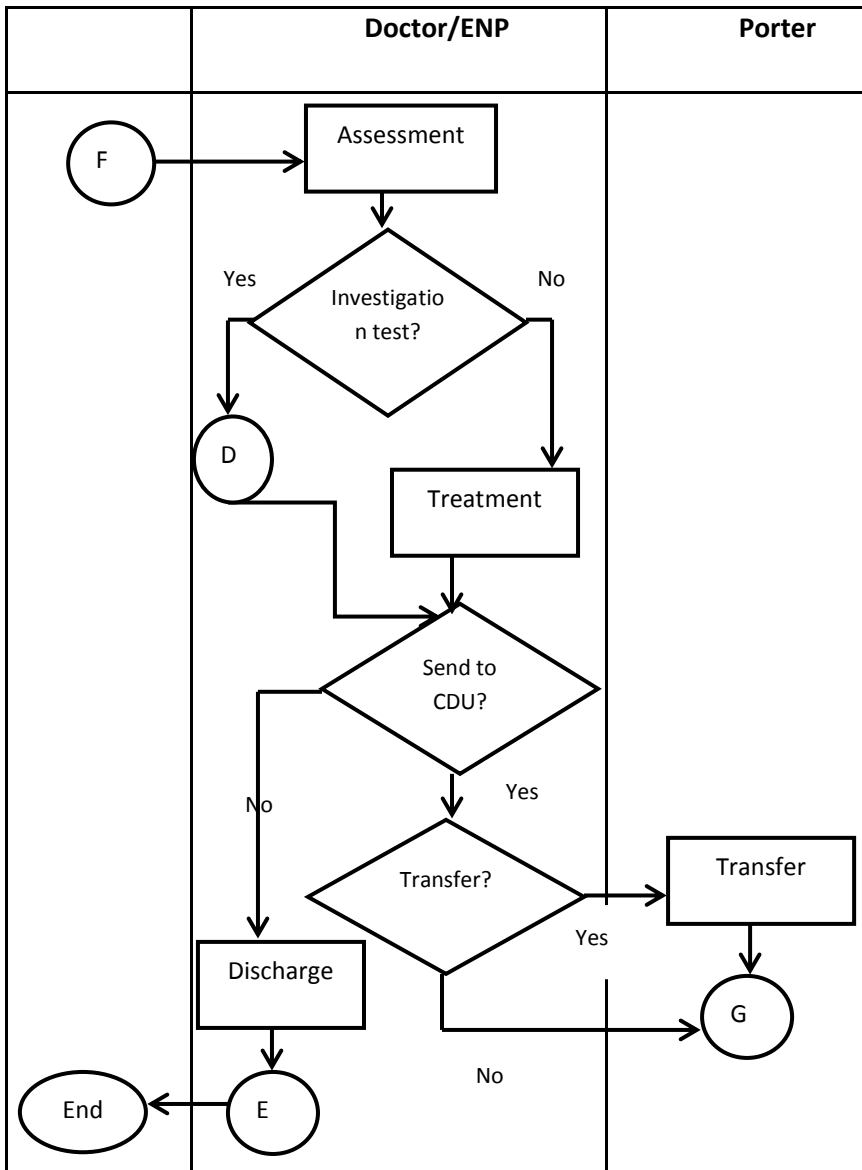 Doctor/ENP
Porter
Assessment
F
Yes
No
Investigatio
n test?
D
Treatment
Send to
CDU?
Yes
No
Transfer?
Transfer
Yes
Discharge
G
No
End
E